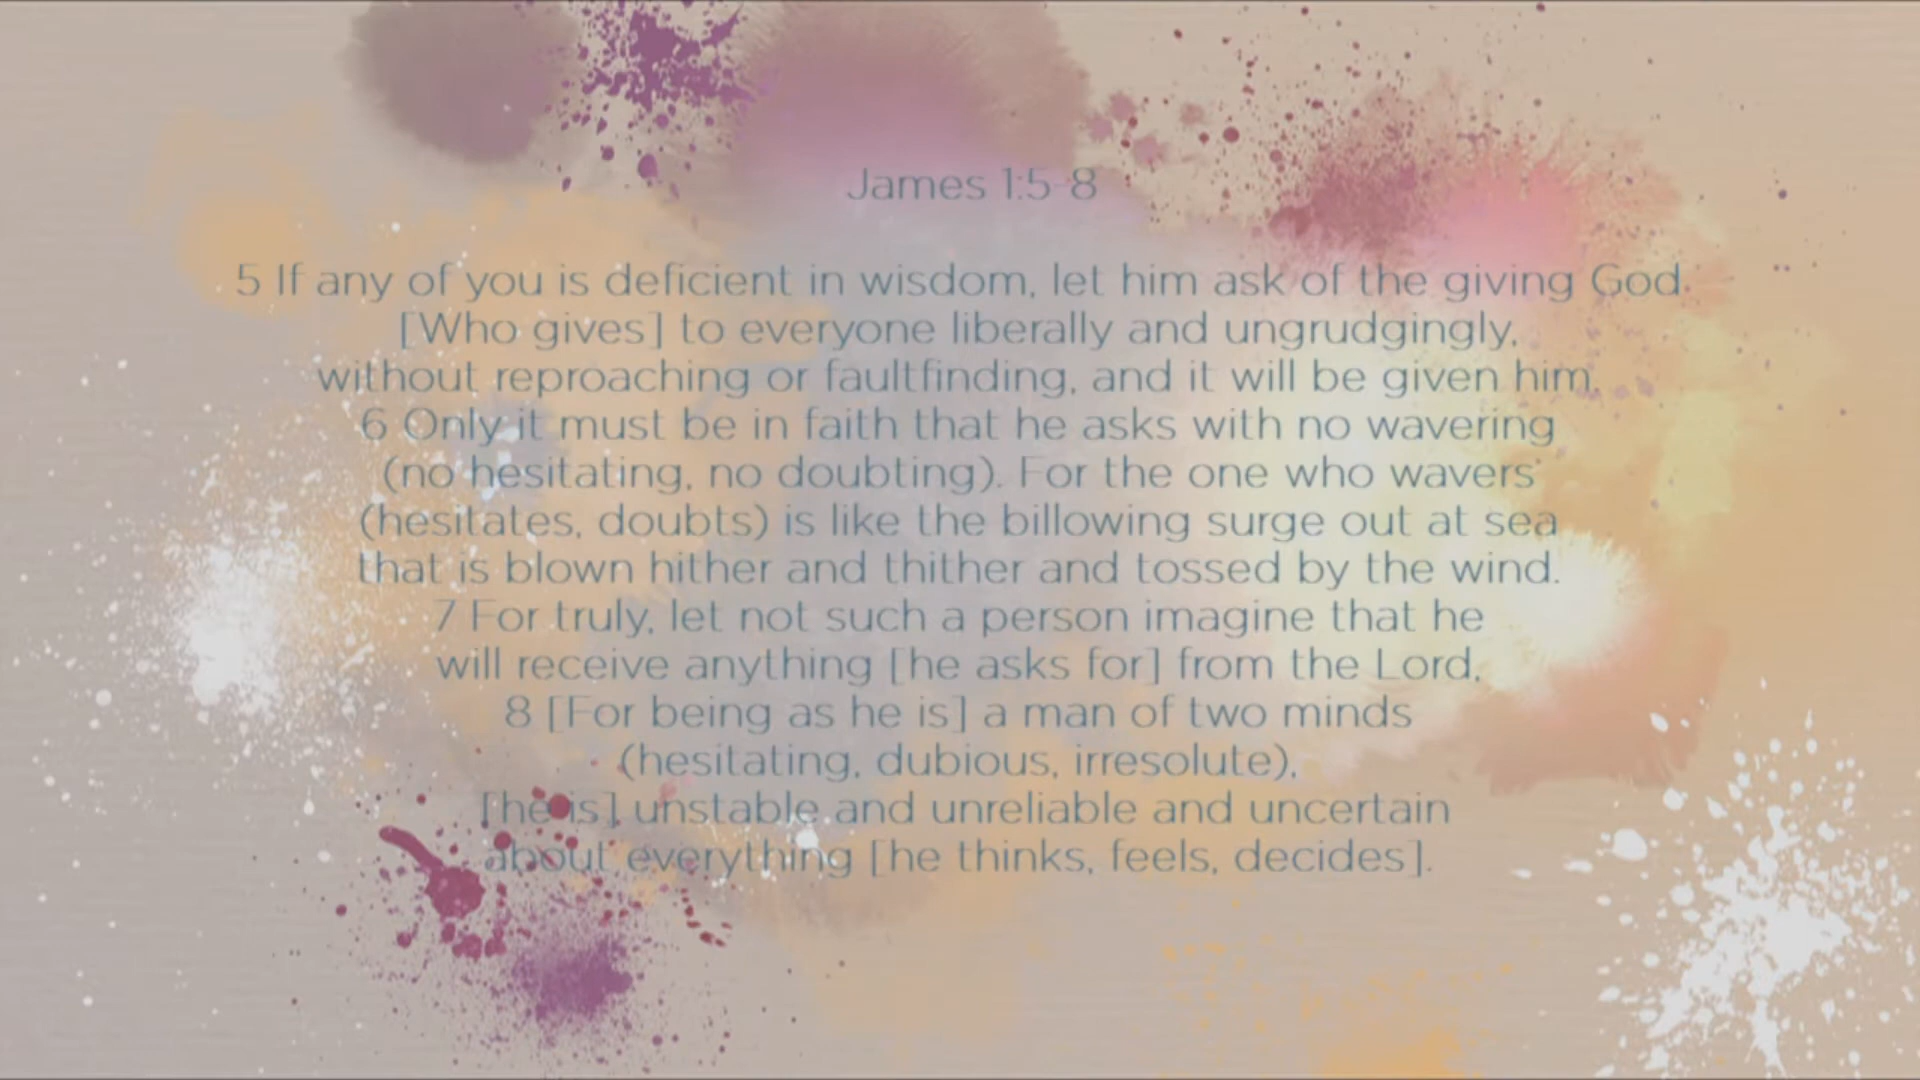 James 1:5-8
5 If any of you is deficient in wisdom, let him ask of the giving God
[Who gives] to everyone liberally and ungrudgingly,
without reproaching or faultfinding, and it will be given him.
6 Only it must be in faith that he asks with no wavering
(no hesitating, no doubting). For the one who wavers
(hesitates, doubts) is like the billowing surge out at sea
that is blown hither and thither and tossed by the wind.
7 For truly, let not such a person imagine that he
will receive anything [he asks for] from the Lord,
8 [For being as he is] a man of two minds
(hesitating, dubious, irresolute),
[he is] unstable and unreliable and uncertain
about everything [he thinks, feels, decides].